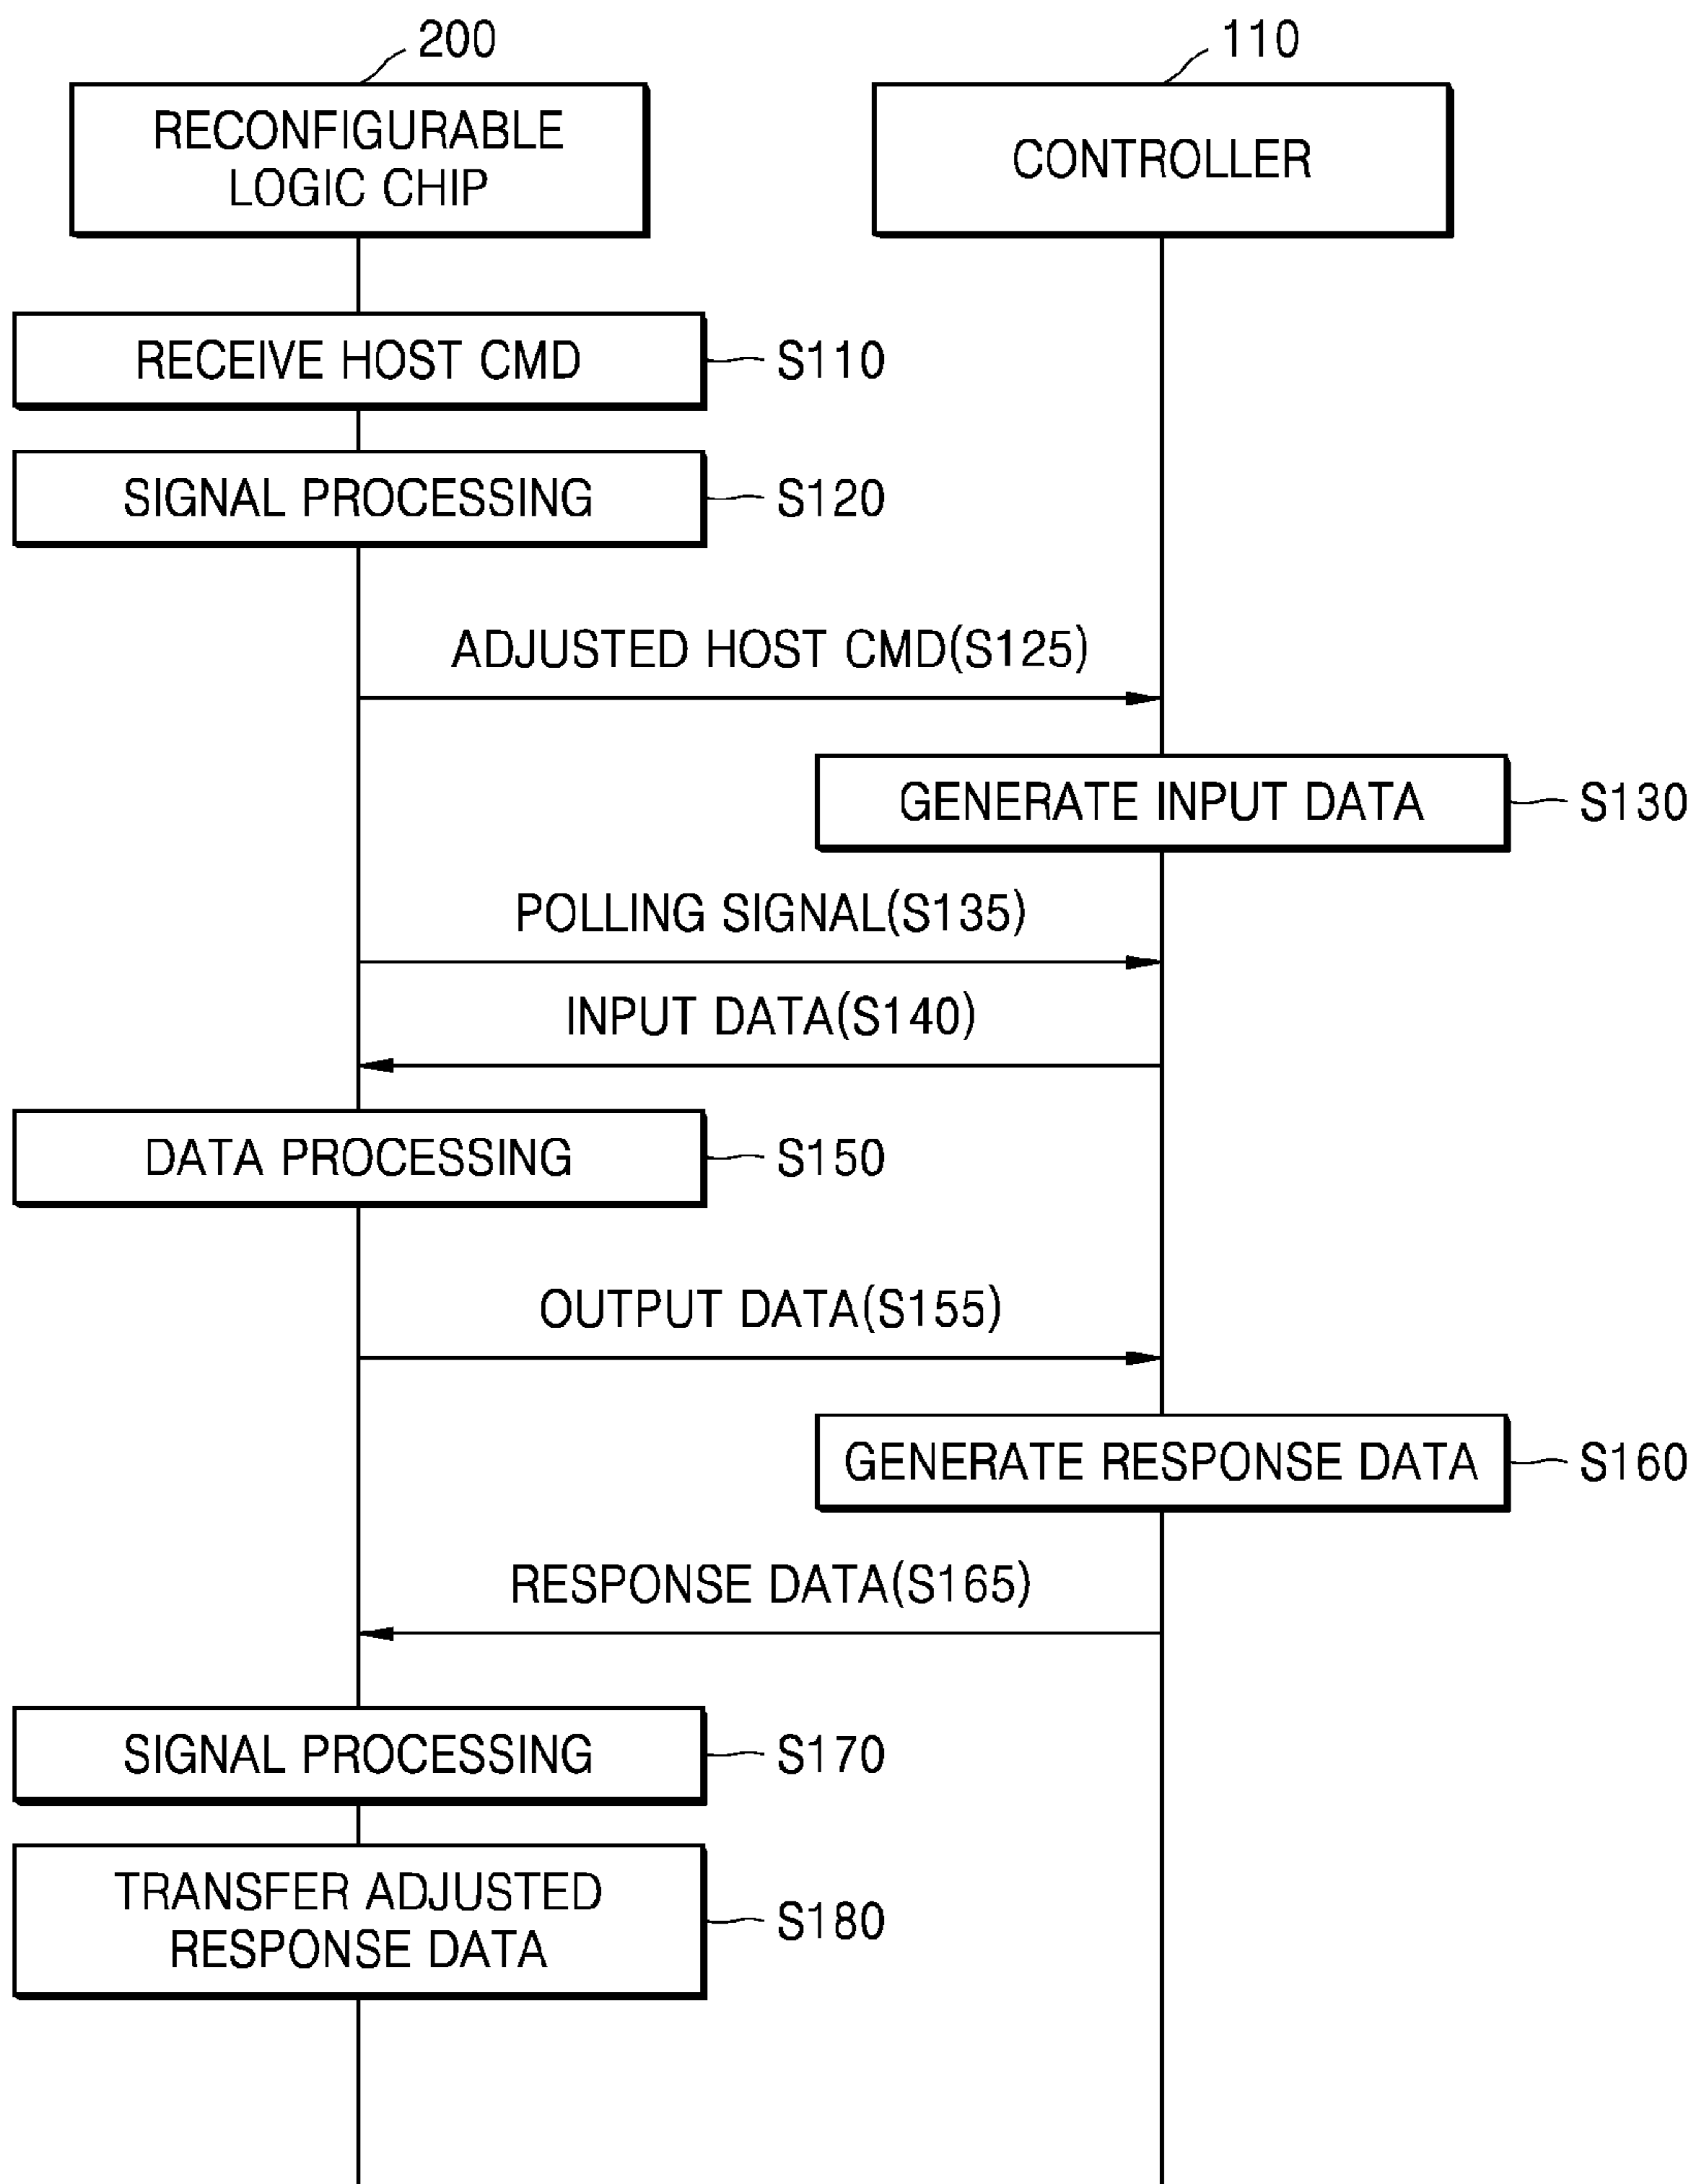 200
110
RECONFIGURABLE
LOGIC CHIP
CONTROLLER
RECEIVE HOST CMD
S110
SIGNAL PROCESSING
S120
ADJUSTED HOST CMD(S125)
GENERATE INPUT DATA
S130
POLLING SIGNAL(S135)
INPUT DATA(S140)
DATA PROCESSING
S150
OUTPUT DATA(S155)
GENERATE RESPONSE DATA
S160
RESPONSE DATA(S165)
SIGNAL PROCESSING
S170
TRANSFER ADJUSTED
RESPONSE DATA
S180